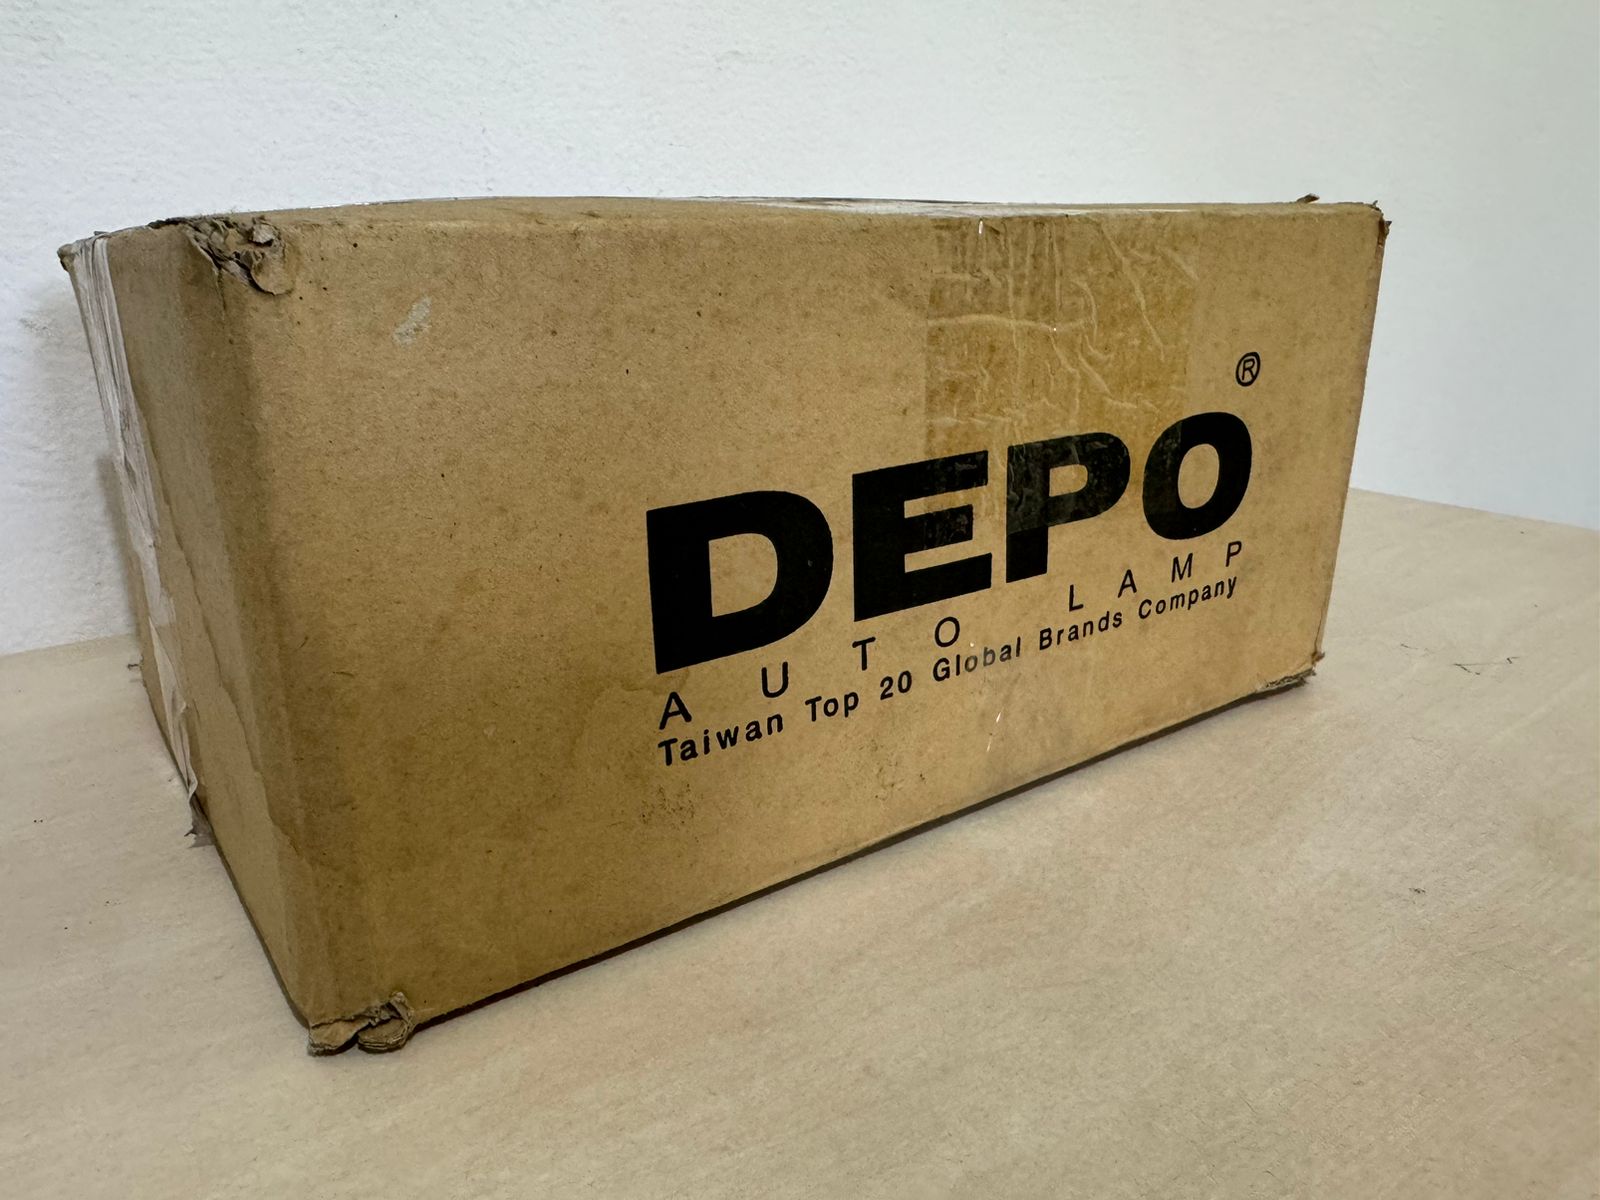 DEPO®
AUTO LAMP
Taiwan Top 20 Global Brands Company